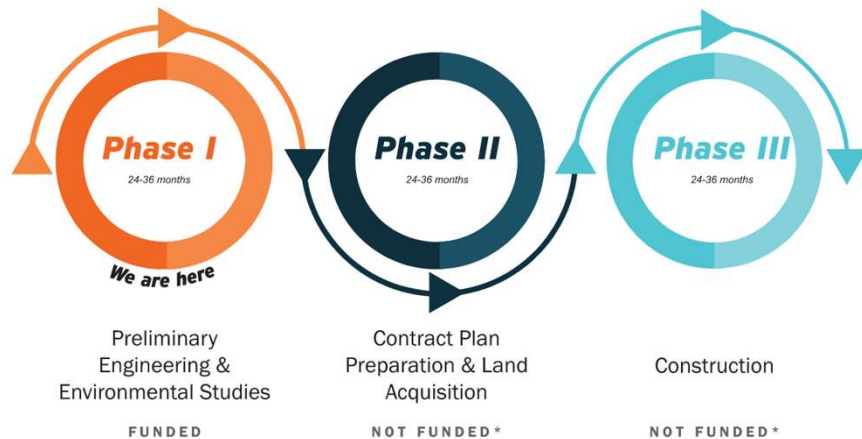 Phase I
24-36 months
We are here
Preliminary
Engineering &
Environmental Studies
FUNDED
Phase II
24-36 months
Contract Plan
Preparation & Land
Acquisition
NOT FUNDED*
Phase III
24-36 months
Construction
NOT FUNDED*